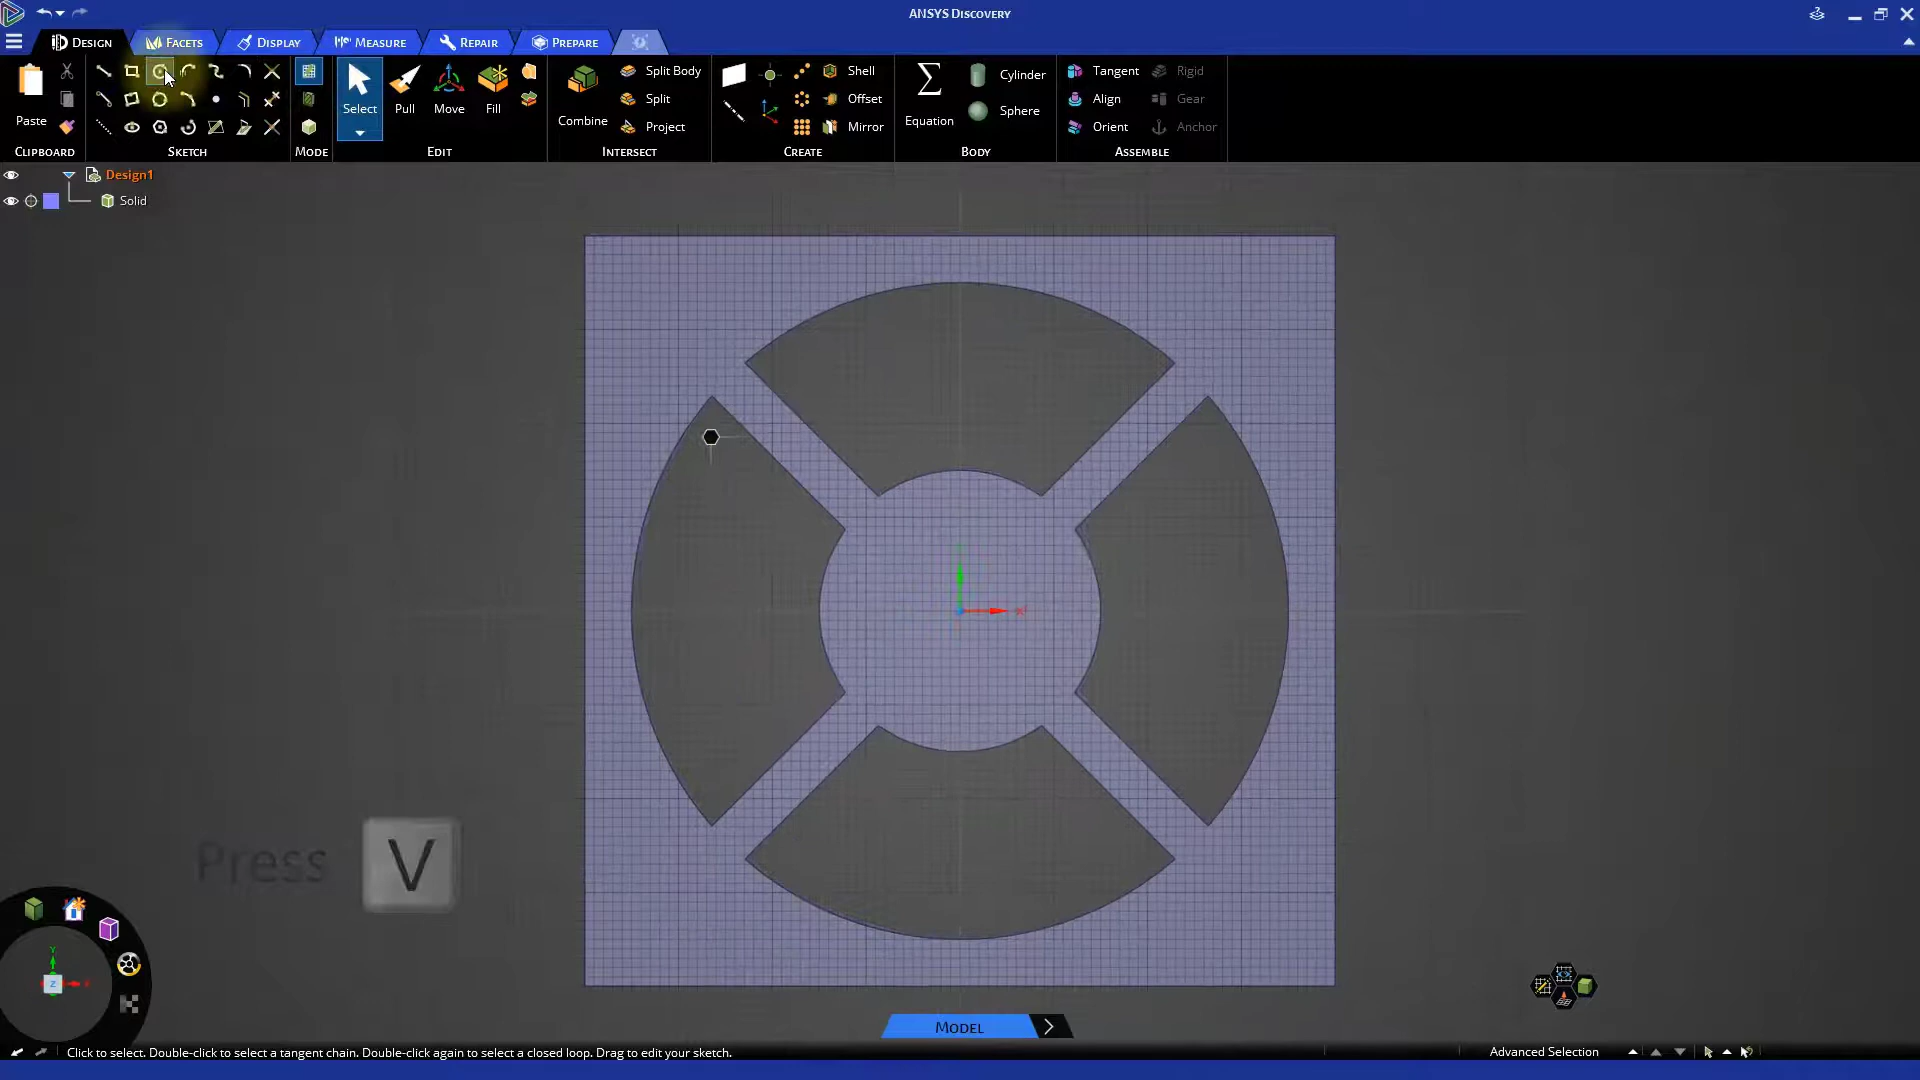 ANSYS Discovery
Design Facets Display Measure Repair Prepare
Paste
Clipboard
Sketch
Mode
Select Pull Move Fill
Edit
Combine Split Body
Split
Project
Intersect
Shell
Offset
Mirror
Create
Equation Cylinder
Sphere
Body
Tangent Rigid
Align Gear
Orient Anchor
Assemble
Design1
Solid
X
Press V
Y
Z X
Model
Click to select. Double-click to select a tangent chain. Double-click again to select a closed loop. Drag to edit your sketch.
Advanced Selection